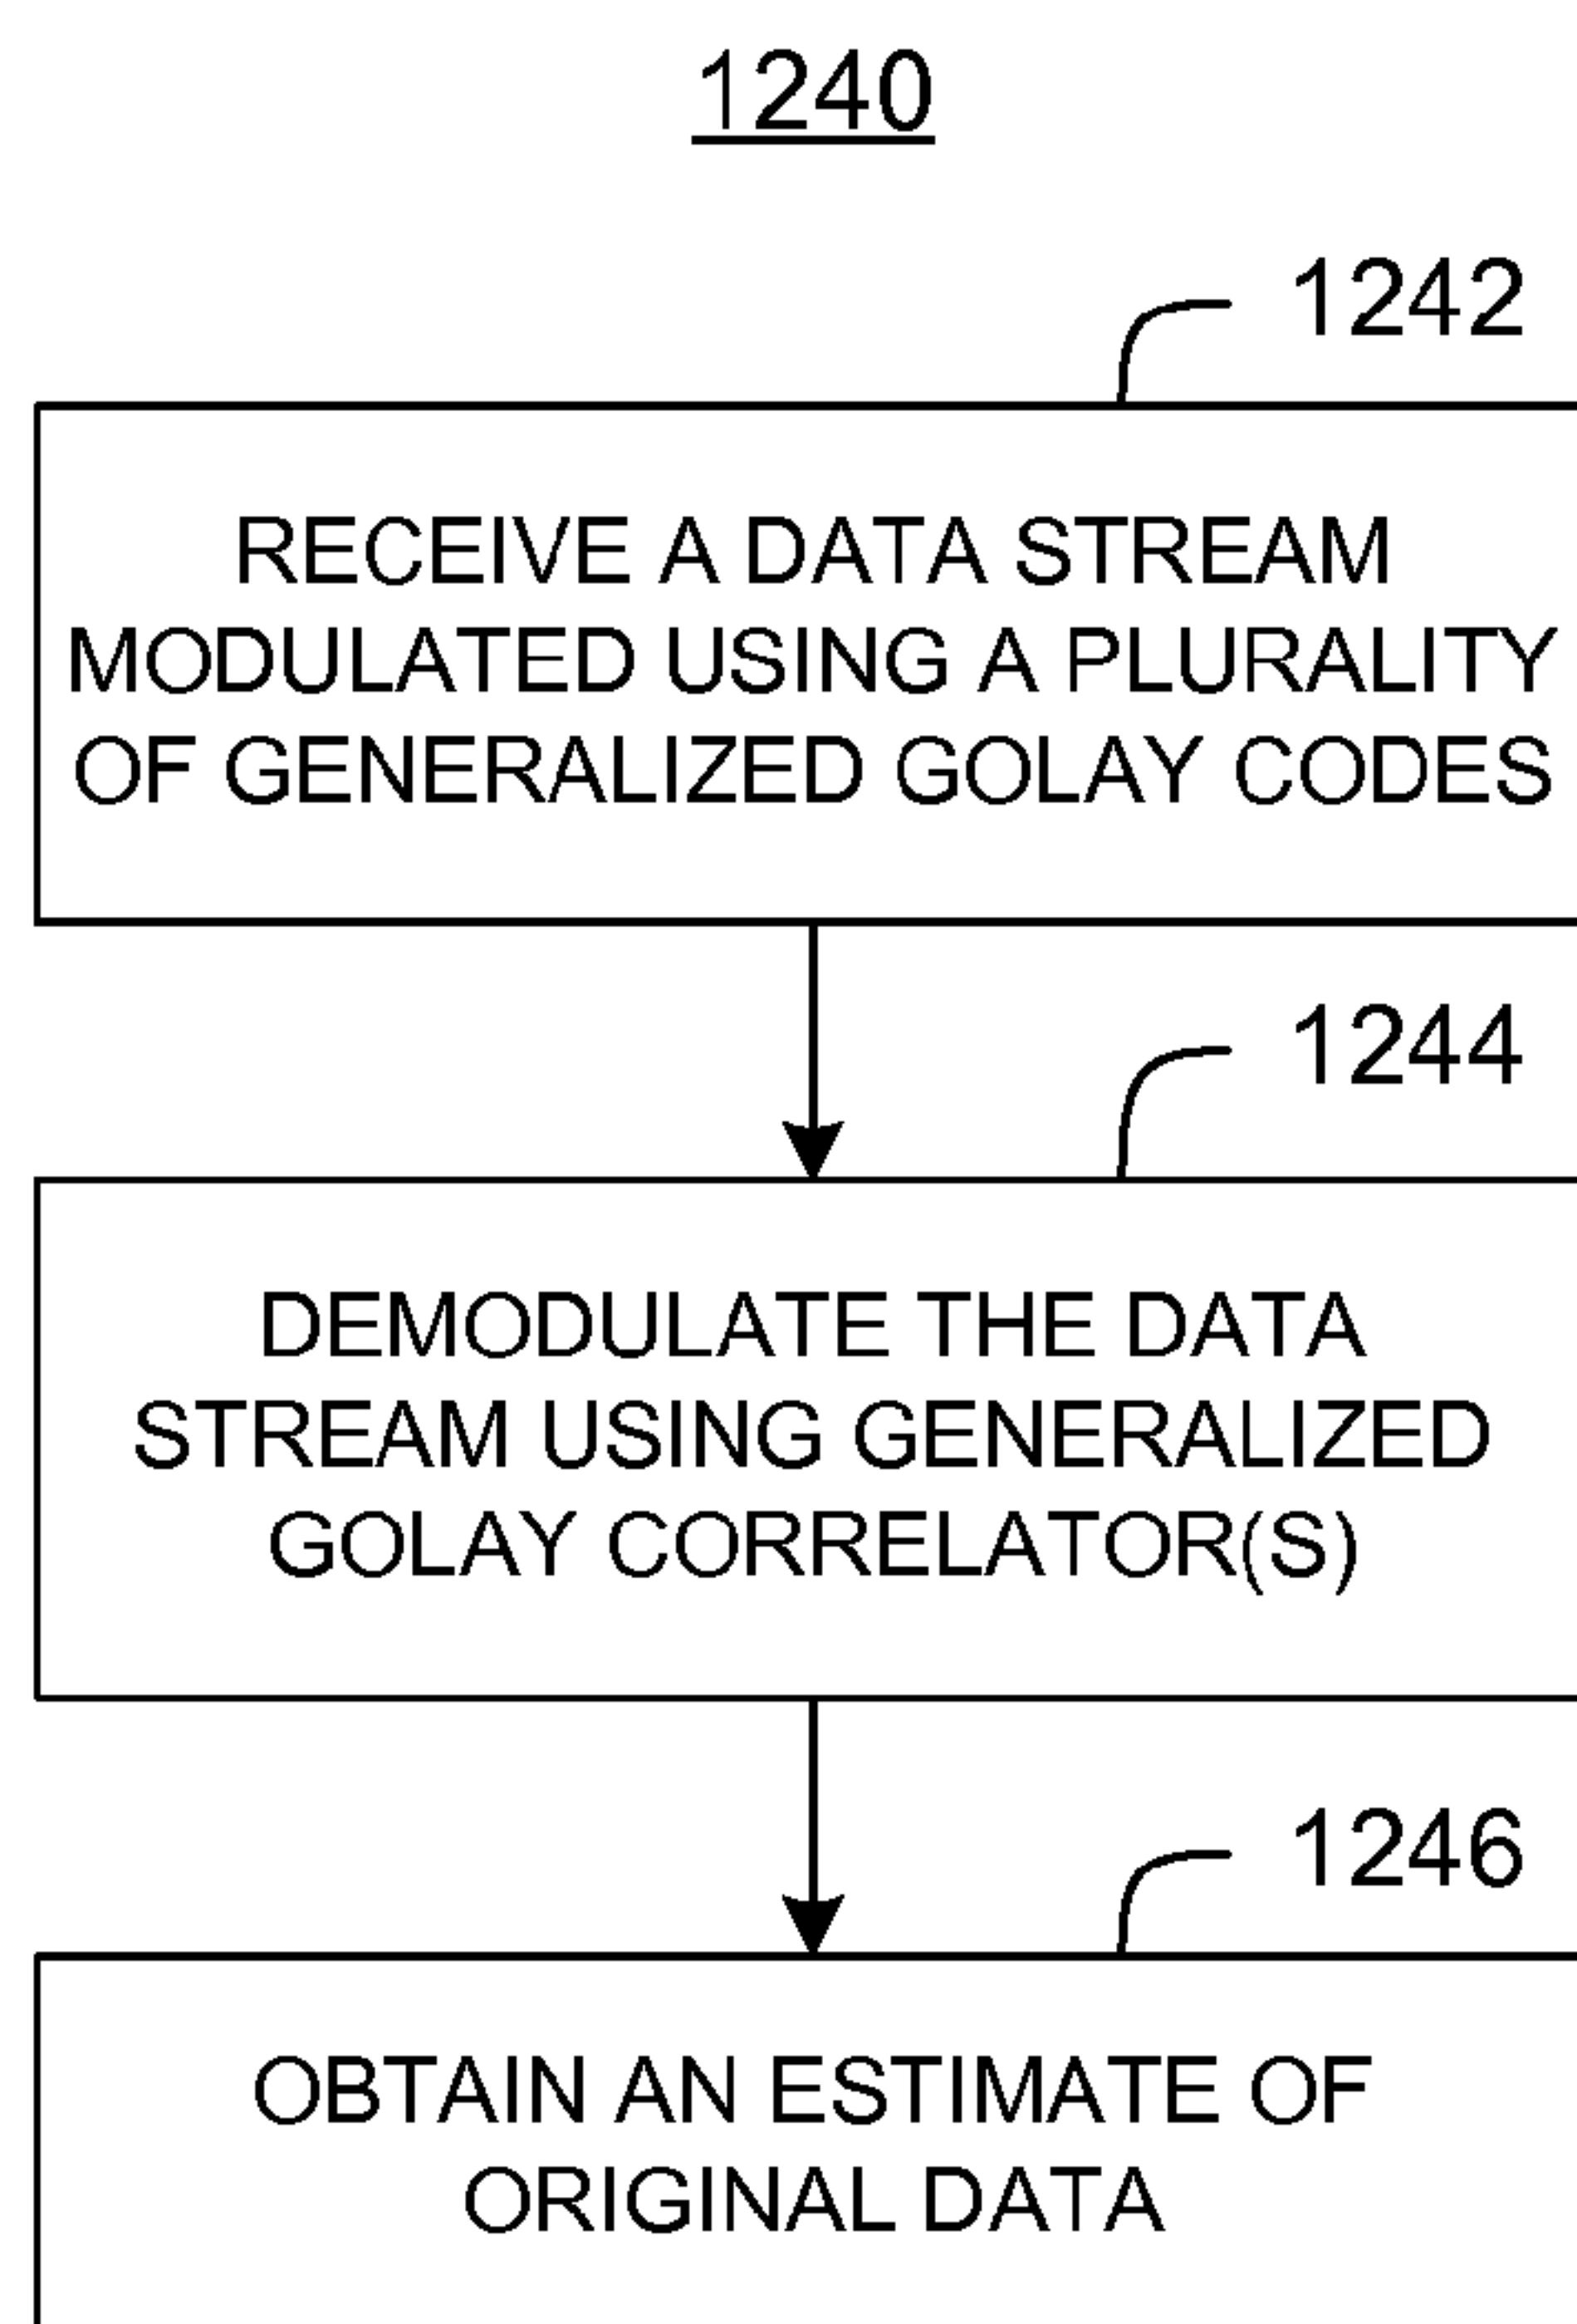 1240
1242
RECEIVE A DATA STREAM
MODULATED USING A PLURALITY
OF GENERALIZED GOLAY CODES
1244
DEMODULATE THE DATA
STREAM USING GENERALIZED
GOLAY CORRELATOR(S)
1246
OBTAIN AN ESTIMATE OF
ORIGINAL DATA